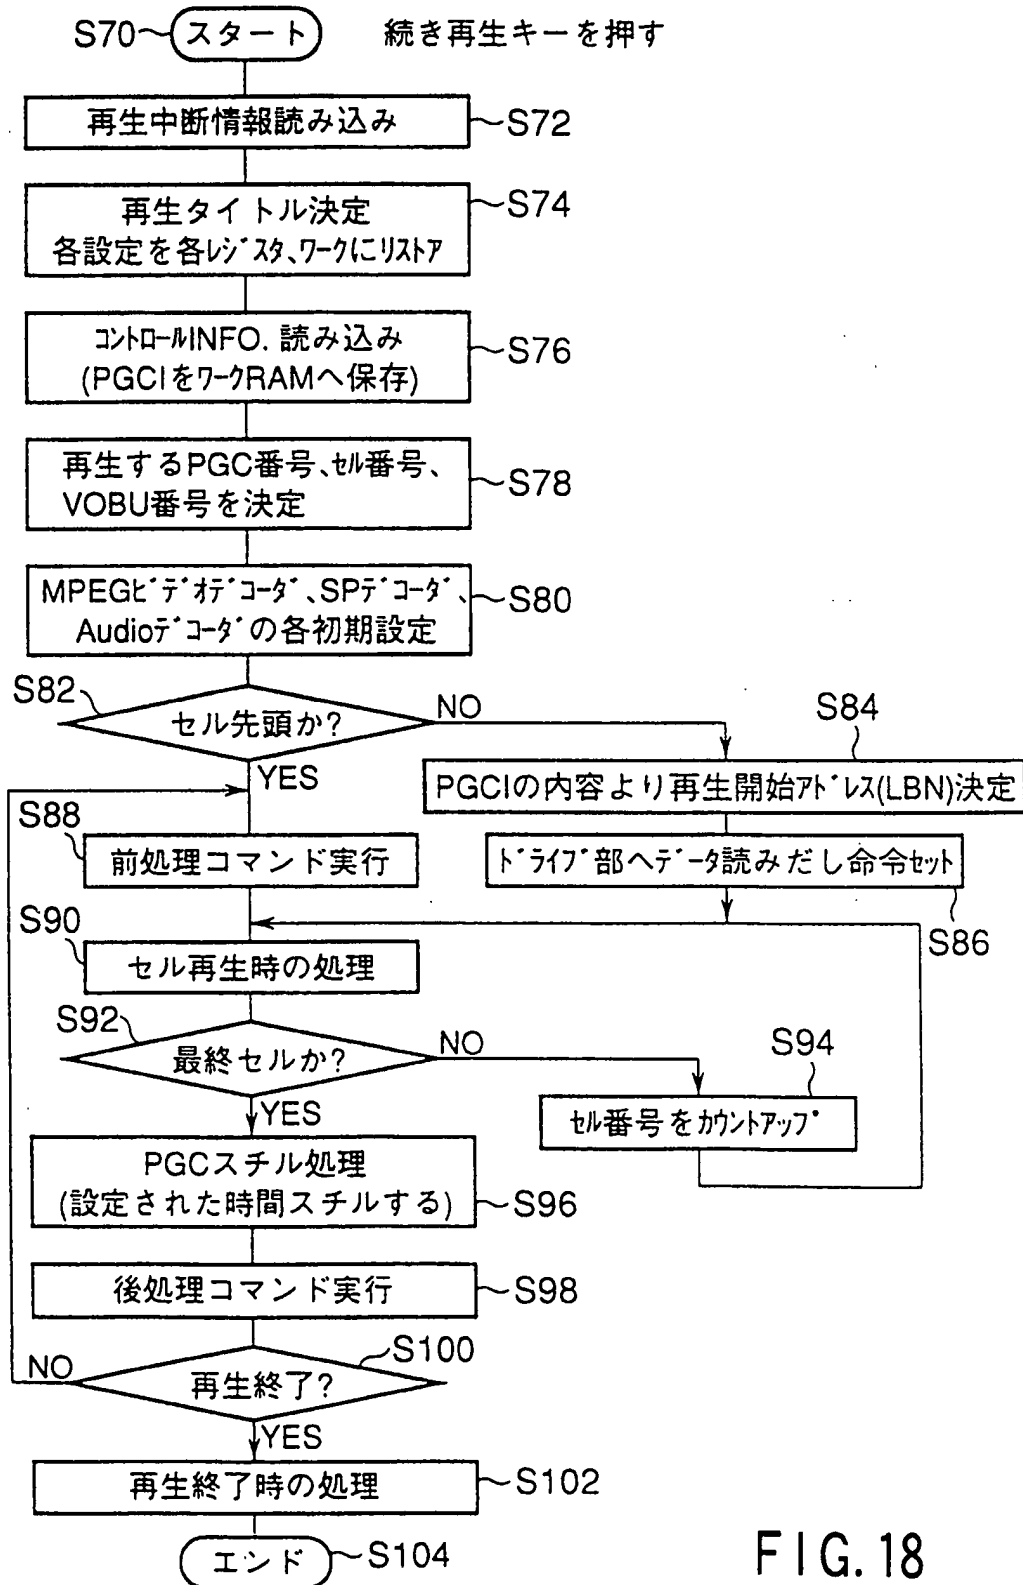 S70 スタート 続き再生キーを押す
再生中断情報読み込み S72
再生タイトル決定 S74
各設定を各レジスタ、ワークにリストア
コントロールINFO. 読み込み S76
(PGCIをワークRAMへ保存)
再生するPGC番号、セル番号、 S78
VOBU番号を決定
MPEGビデオデコーダ、SPデコーダ、 S80
Audioデコーダの各初期設定
S82
セル先頭か? NO
YES
S84
PGCIの内容より再生開始アドレス(LBN)決定
S88
前処理コマンド実行
ドライブ部へデータ読みだし命令セット
S86
S90
セル再生時の処理
S92
最終セルか? NO
YES
S94
セル番号をカウントアップ
PGCスチル処理
(設定された時間スチルする) S96
後処理コマンド実行 S98
S100
NO 再生終了?
YES
再生終了時の処理 S102
エンド S104
FIG. 18